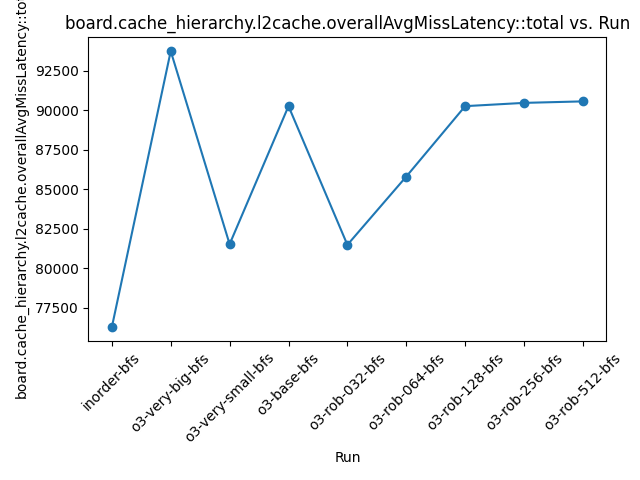 board.cache_hierarchy.l2cache.overallAvgMissLatency::total vs. Run
board.cache_hierarchy.l2cache.overallAvgMissLatency::to
92500
90000
87500
85000
82500
80000
77500
inorder-bfs
o3-very-big-bfs
o3-very-small-bfs
o3-base-bfs
o3-rob-032-bfs
o3-rob-064-bfs
o3-rob-128-bfs
o3-rob-256-bfs
o3-rob-512-bfs
Run